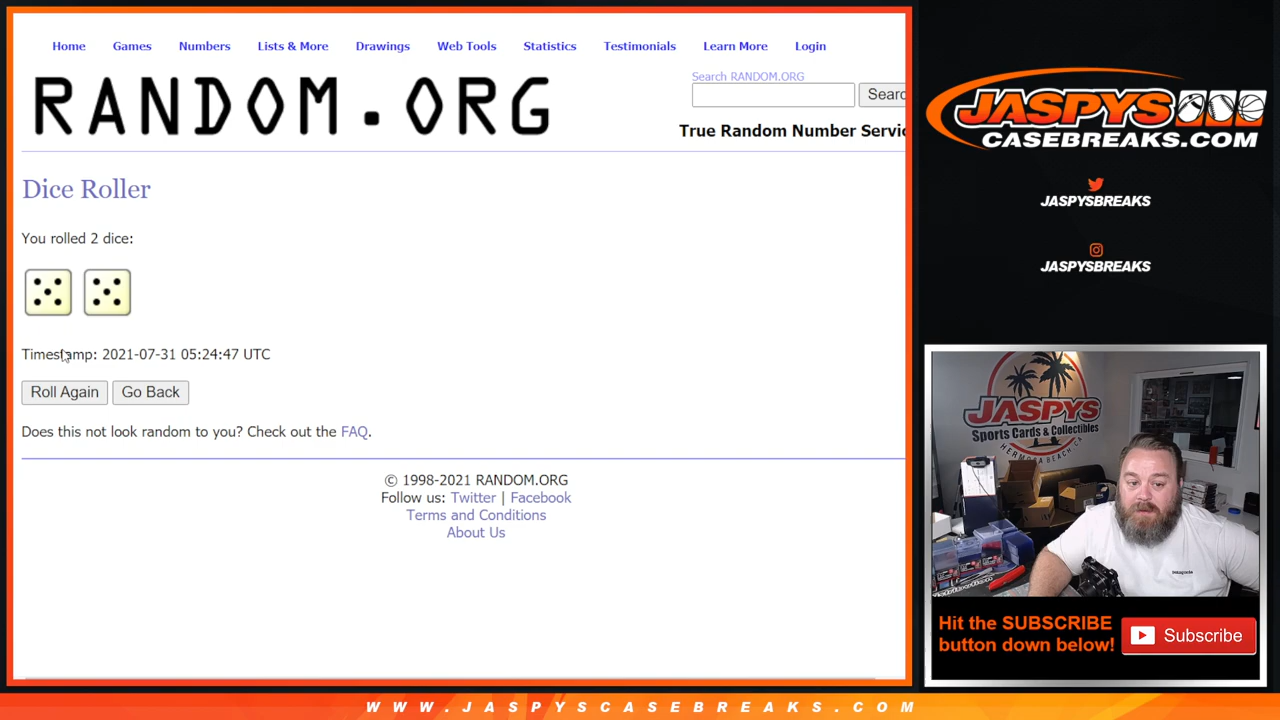 Home Games Numbers Lists & More Drawings Web Tools Statistics Testimonials Learn More Login
RANDOM.ORG
Search RANDOM.ORG
True Random Number
Dice Roller
You rolled 2 dice:
Timestamp: 2021-07-31 05:24:47 UTC
Roll Again Go Back
Does this not look random to you? Check out the FAQ.
© 1998-2021 RANDOM.ORG
Follow us: Twitter | Facebook
Terms and Conditions
About Us
JASPYS
CASEBREAKS.COM
JASPYSBREAKS
JASPYSBREAKS
JASPYS
Sports Cards & Collectibles
HERMOSA BEACH, CA
Hit the SUBSCRIBE
button down below!
Subscribe
WWW.JASPYSCASEBREAKS.COM